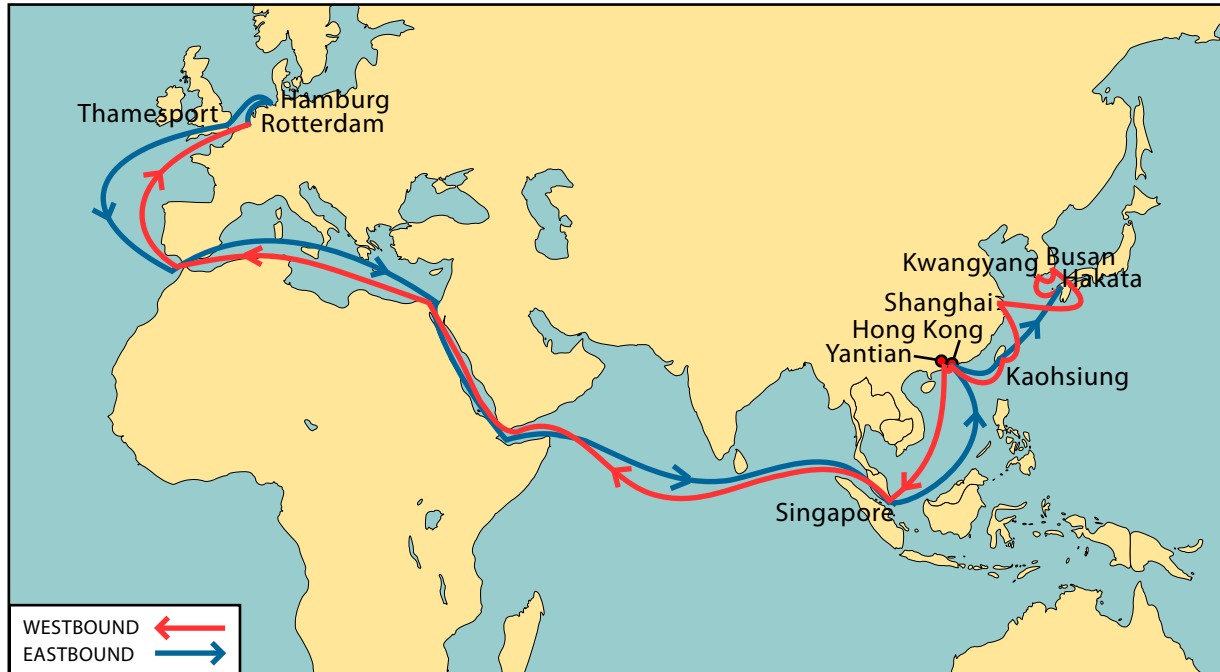 Hamburg
Thamesport
Rotterdam
Busan
Kwangyang
Hakata
Shanghai
Hong Kong
Yantian
Kaohsiung
Singapore
WESTBOUND
EASTBOUND